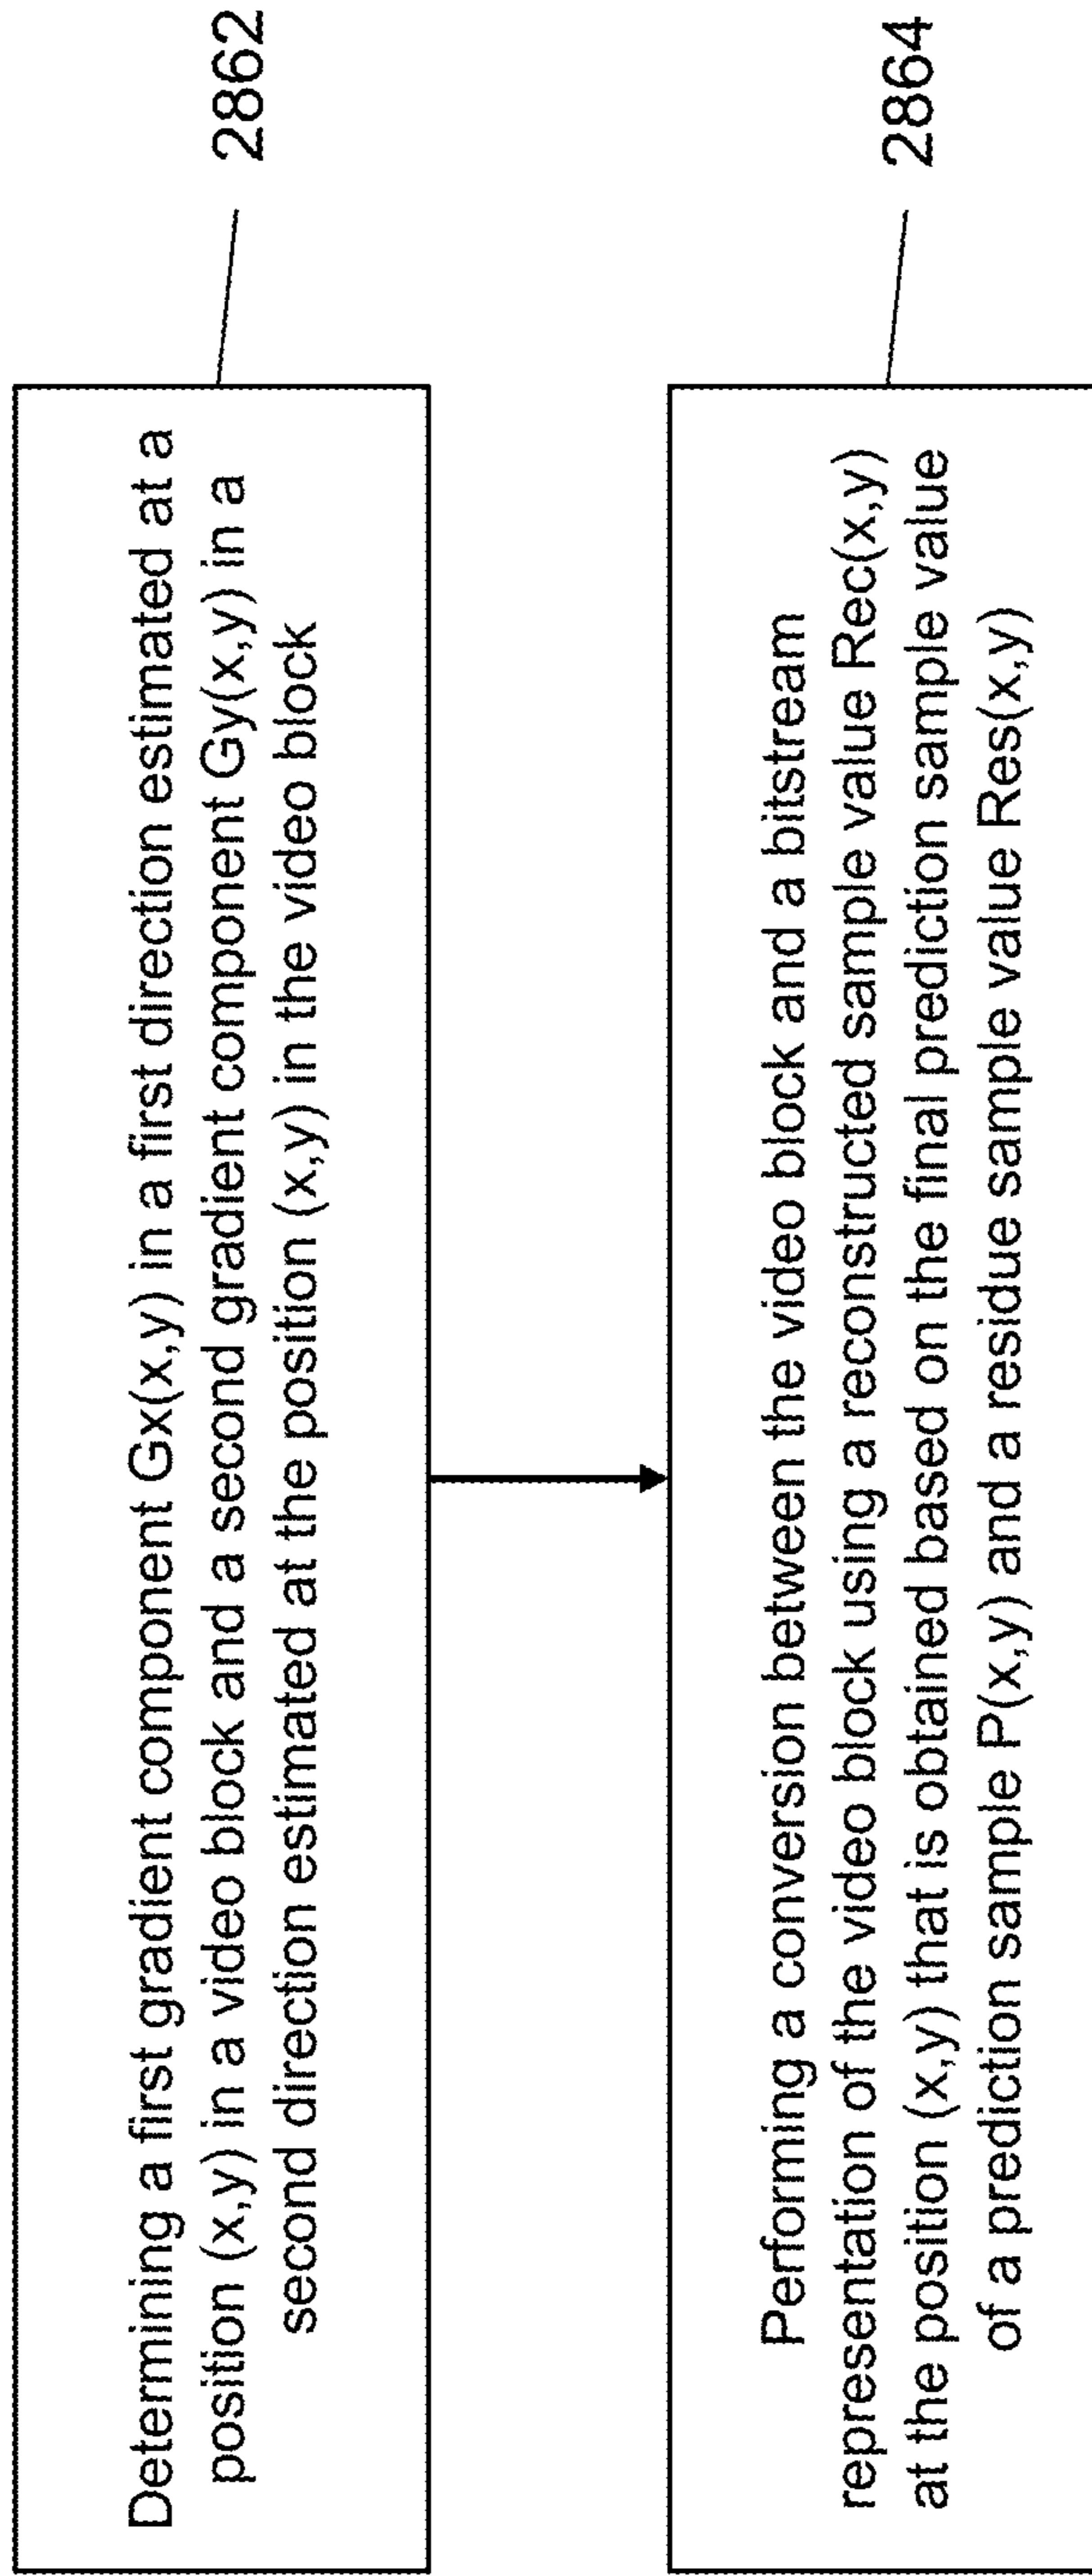 Determining a first gradient component Gx(x,y) in a first direction estimated at a
position (x,y) in a video block and a second gradient component Gy(x,y) in a
second direction estimated at the position (x,y) in the video block
2862
Performing a conversion between the video block and a bitstream
representation of the video block using a reconstructed sample value Rec(x,y)
at the position (x,y) that is obtained based on the final prediction sample value
of a prediction sample P(x,y) and a residue sample value Res(x,y)
2864